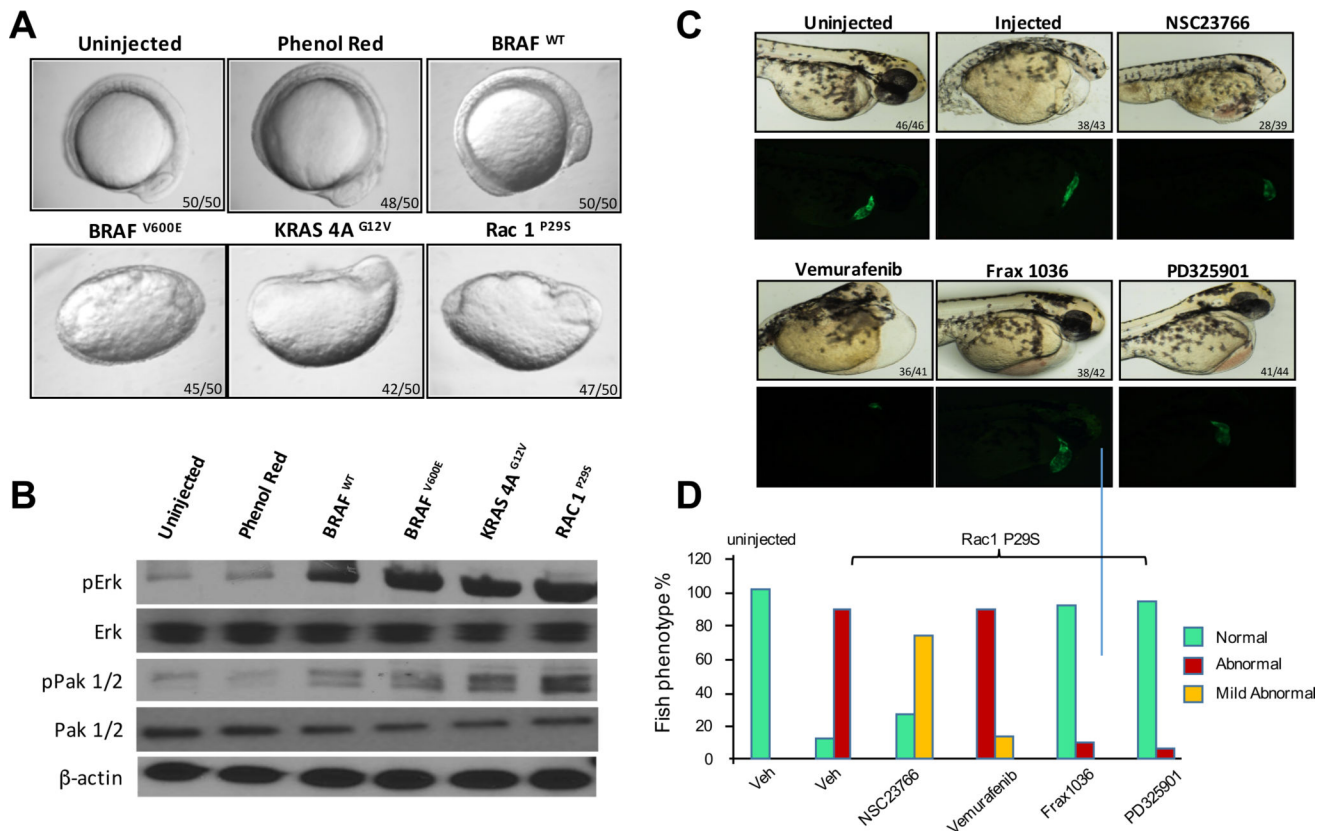 A
Uninjected
Phenol Red
BRAF WT
50/50
48/50
50/50
BRAF V600E
KRAS 4A G12V
Rac 1 P29S
45/50
42/50
47/50
B
Uninjected
Phenol Red
BRAF WT
BRAF V600E
KRAS 4A G12V
RAC 1 P29S
pErk
Erk
pPak 1/2
Pak 1/2
β-actin
C
Uninjected
Injected
NSC23766
46/46
38/43
28/39
Vemurafenib
Frax 1036
PD325901
36/41
38/42
41/44
D
uninjected
Rac1 P29S
Fish phenotype %
120
100
80
60
40
20
0
Veh
Veh
NSC23766
Vemurafenib
Frax1036
PD325901
Normal
Abnormal
Mild Abnormal